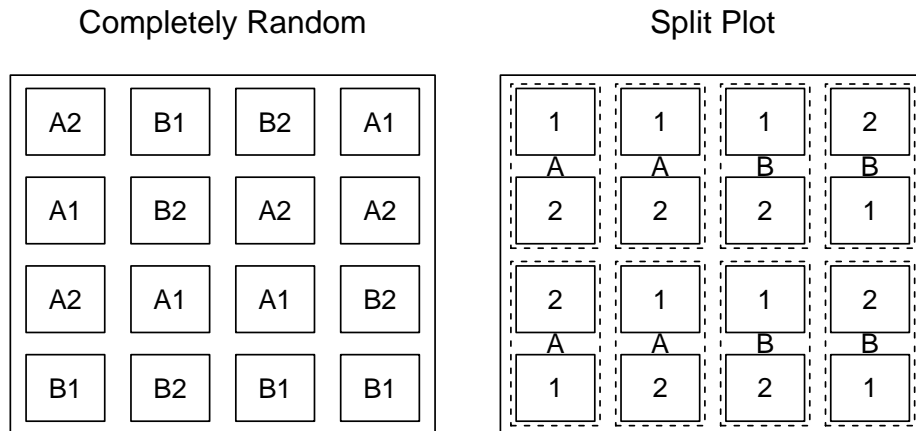 Completely Random
A2 B1 B2 A1
A1 B2 A2 A2
A2 A1 A1 B2
B1 B2 B1 B1
Split Plot
1 1 1 2
A A B B
2 2 2 1
2 1 1 2
A A B B
1 2 2 1